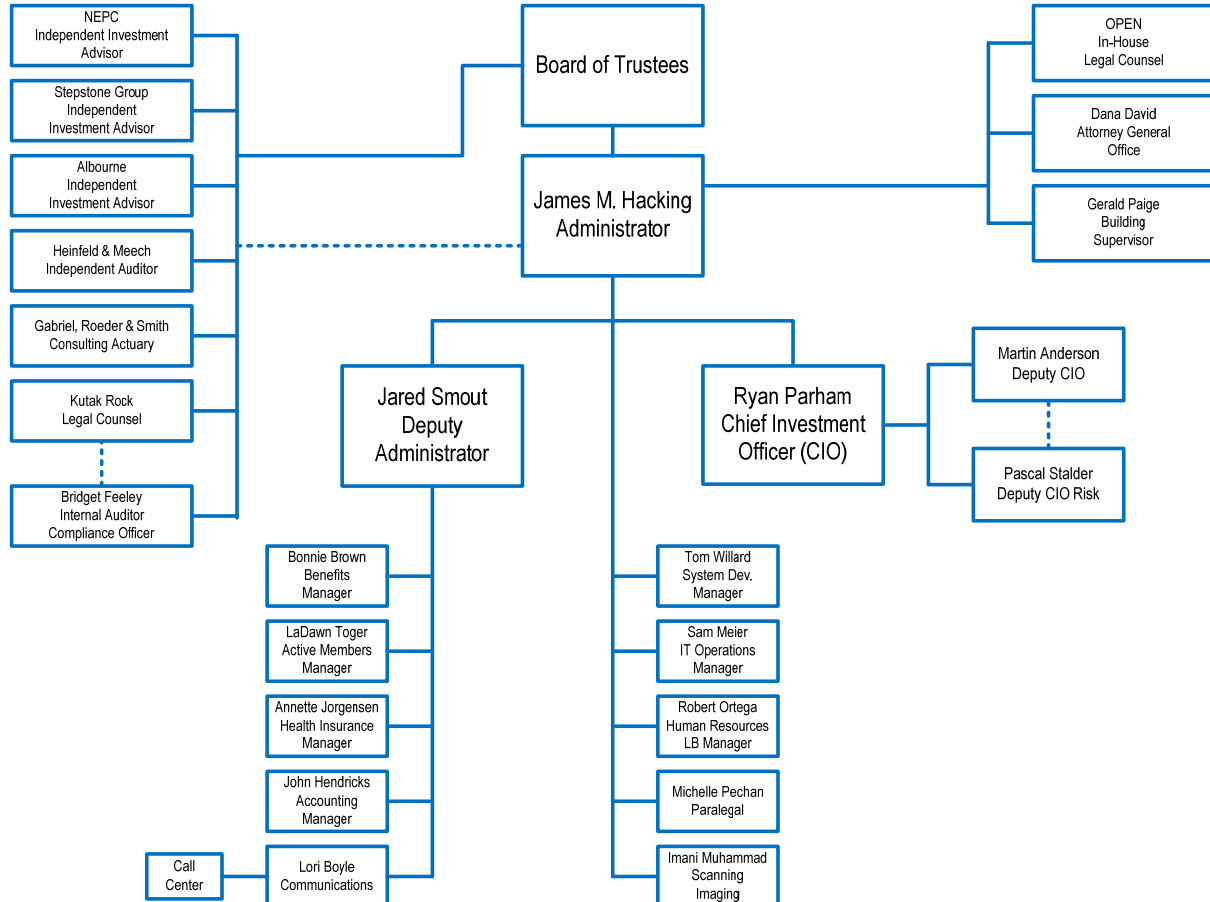 NEPC
Independent Investment
Advisor
Stepstone Group
Independent
Investment Advisor
Albourne
Independent
Investment Advisor
Heinfeld & Meech
Independent Auditor
Gabriel, Roeder & Smith
Consulting Actuary
Kutak Rock
Legal Counsel
Bridget Feeley
Internal Auditor
Compliance Officer
Board of Trustees
James M. Hacking
Administrator
OPEN
In-House
Legal Counsel
Dana David
Attorney General
Office
Gerald Paige
Building
Supervisor
Jared Smout
Deputy
Administrator
Ryan Parham
Chief Investment
Officer (CIO)
Martin Anderson
Deputy CIO
Pascal Stalder
Deputy CIO Risk
Bonnie Brown
Benefits
Manager
LaDawn Toger
Active Members
Manager
Annette Jorgensen
Health Insurance
Manager
John Hendricks
Accounting
Manager
Lori Boyle
Communications
Call
Center
Tom Willard
System Dev.
Manager
Sam Meier
IT Operations
Manager
Robert Ortega
Human Resources
LB Manager
Michelle Pechan
Paralegal
Imani Muhammad
Scanning
Imaging